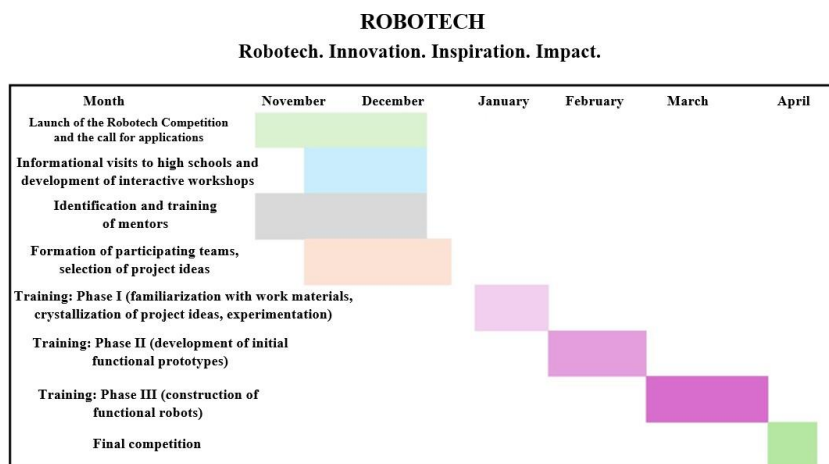 ROBOTECH
Robotech. Innovation. Inspiration. Impact.
Month November December January February March April
Launch of the Robotech Competition
and the call for applications
Informational visits to high schools and
development of interactive workshops
Identification and training
of mentors
Formation of participating teams,
selection of project ideas
Training: Phase I (familiarization with work materials,
crystallization of project ideas, experimentation)
Training: Phase II (development of initial
functional prototypes)
Training: Phase III (construction of
functional robots)
Final competition